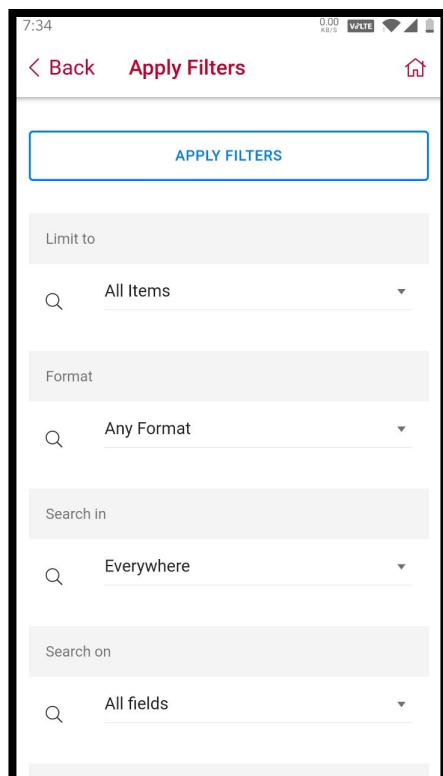 7:34
0.00
KB/S
VoLTE
Back
Apply Filters
APPLY FILTERS
Limit to
All Items
Format
Any Format
Search in
Everywhere
Search on
All fields